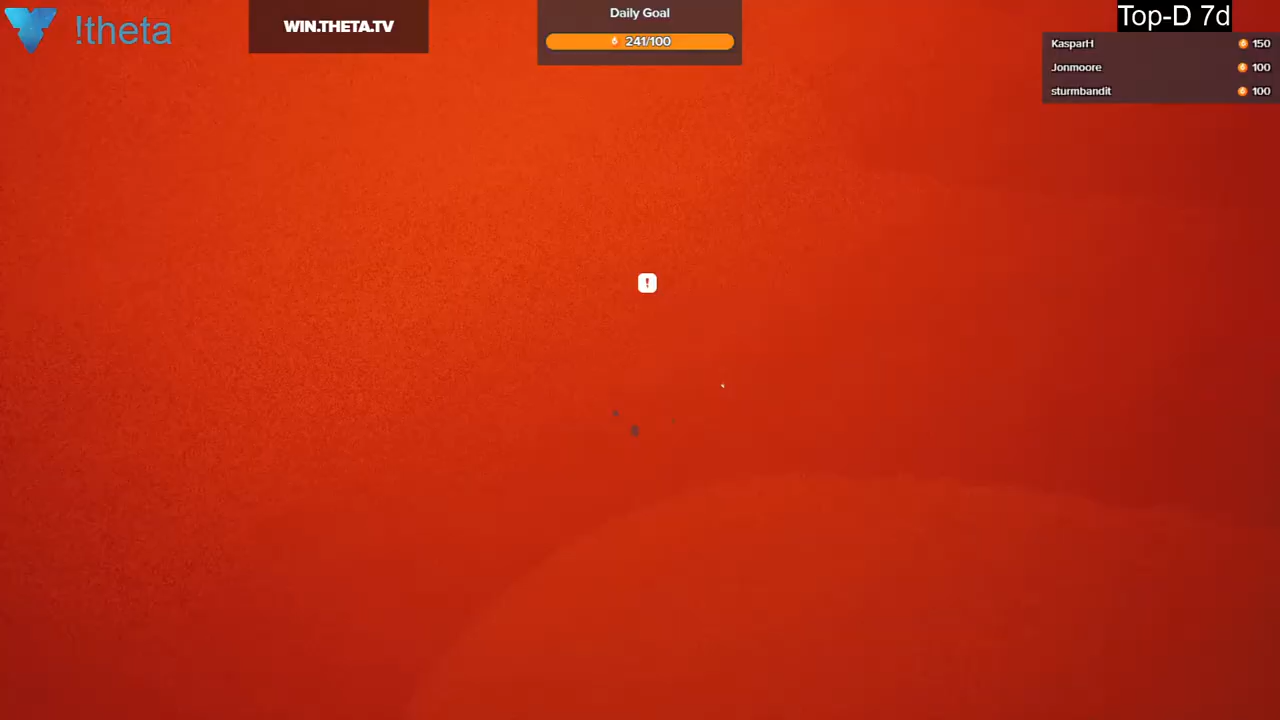 !theta
WIN.THETA.TV
Daily Goal
241/100
Top-D 7d
KasparH 150
Jonmoore 100
sturmbandit 100
!